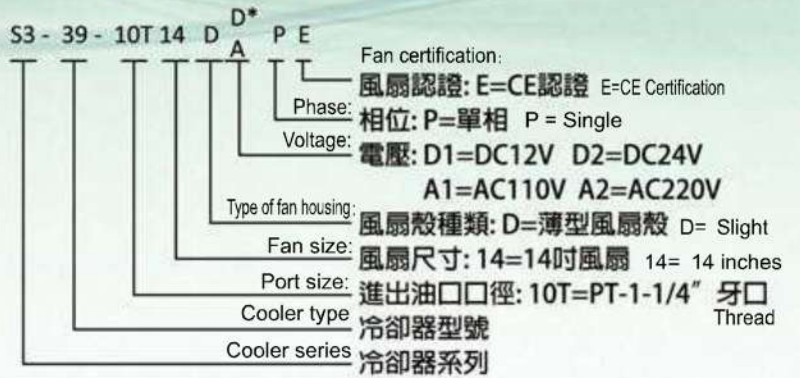 D*
S3 - 39 - 10T 14 D A P E
Fan certification:
風扇認證: E=CE認證 E=CE Certification
Phase: 相位: P=單相 P = Single
Voltage: 電壓: D1=DC12V D2=DC24V
A1=AC110V A2=AC220V
Type of fan housing: 風扇殼種類: D=薄型風扇殼 D= Slight
Fan size: 風扇尺寸: 14=14吋風扇 14= 14 inches
Port size: 進出油口口徑: 10T=PT-1-1/4" 牙口
Thread
Cooler type 冷卻器型號
Cooler series 冷卻器系列